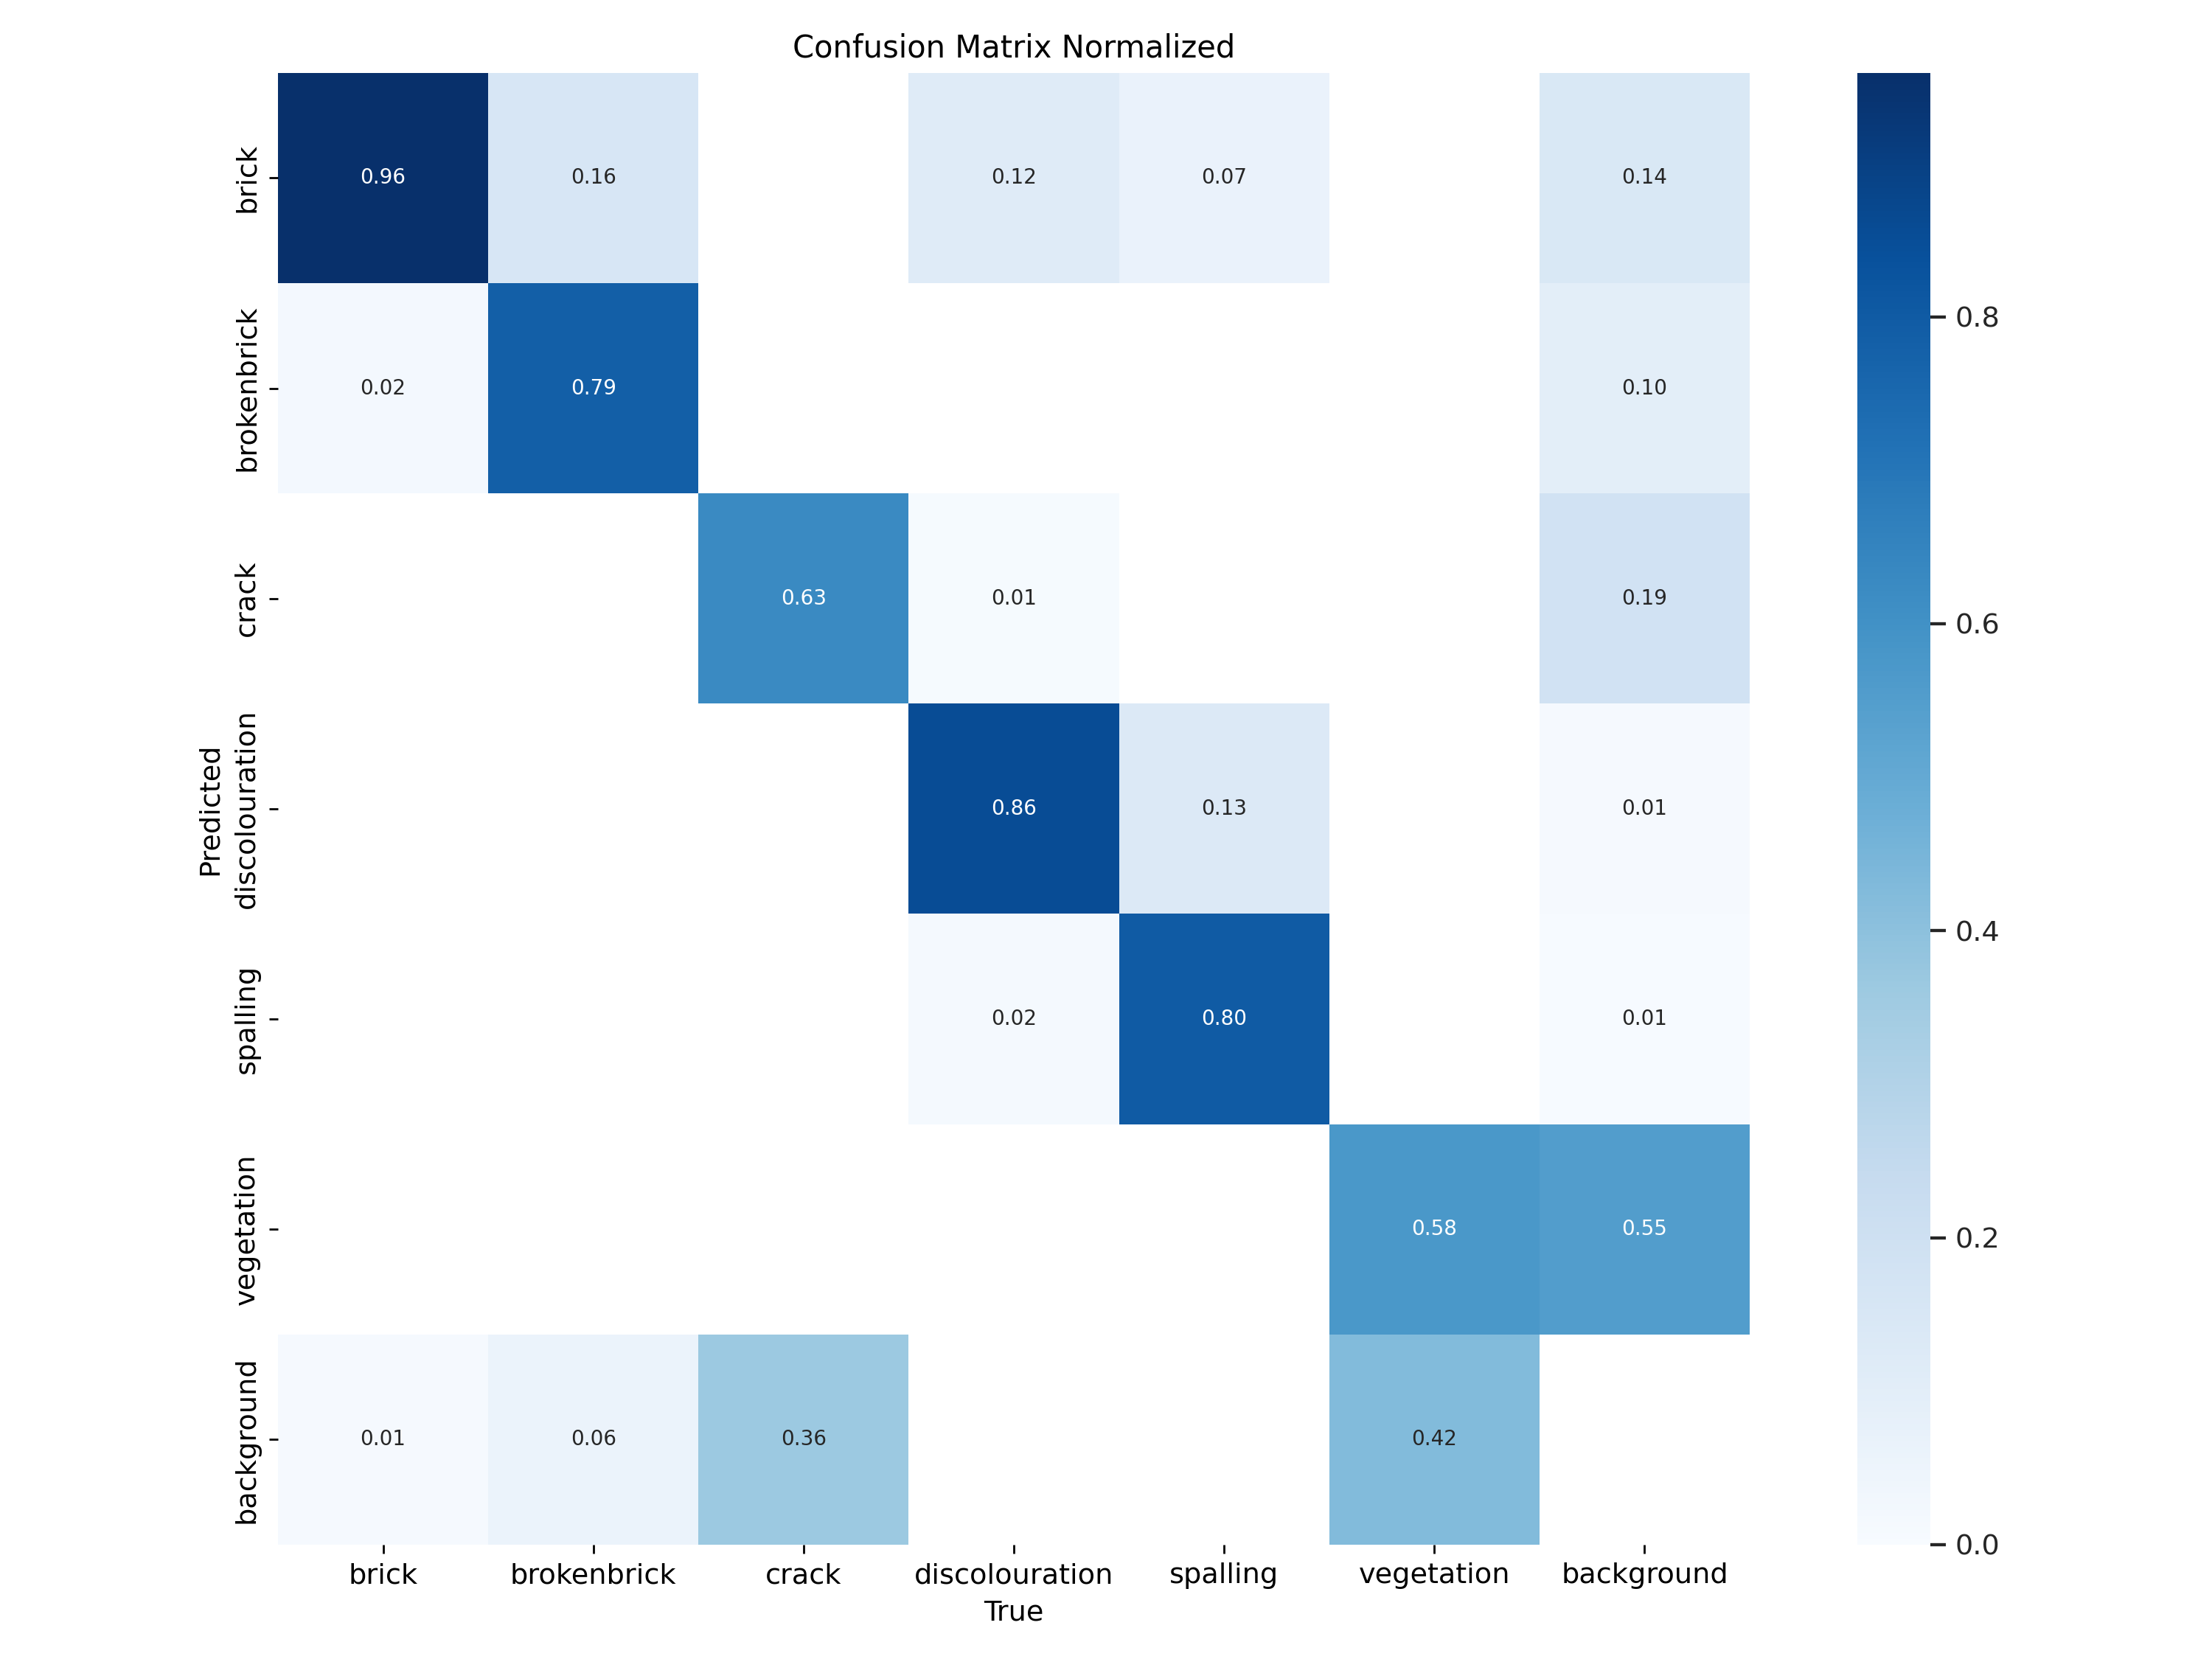 Confusion Matrix Normalized
brick
0.96 0.16 0.12 0.07 0.14
brokenbrick
0.02 0.79 0.10
crack
0.63 0.01 0.19
Predicted
discolouration
0.86 0.13 0.01
spalling
0.02 0.80 0.01
vegetation
0.58 0.55
background
0.01 0.06 0.36 0.42
brick brokenbrick crack discolouration spalling vegetation background
True
0.8
0.6
0.4
0.2
0.0